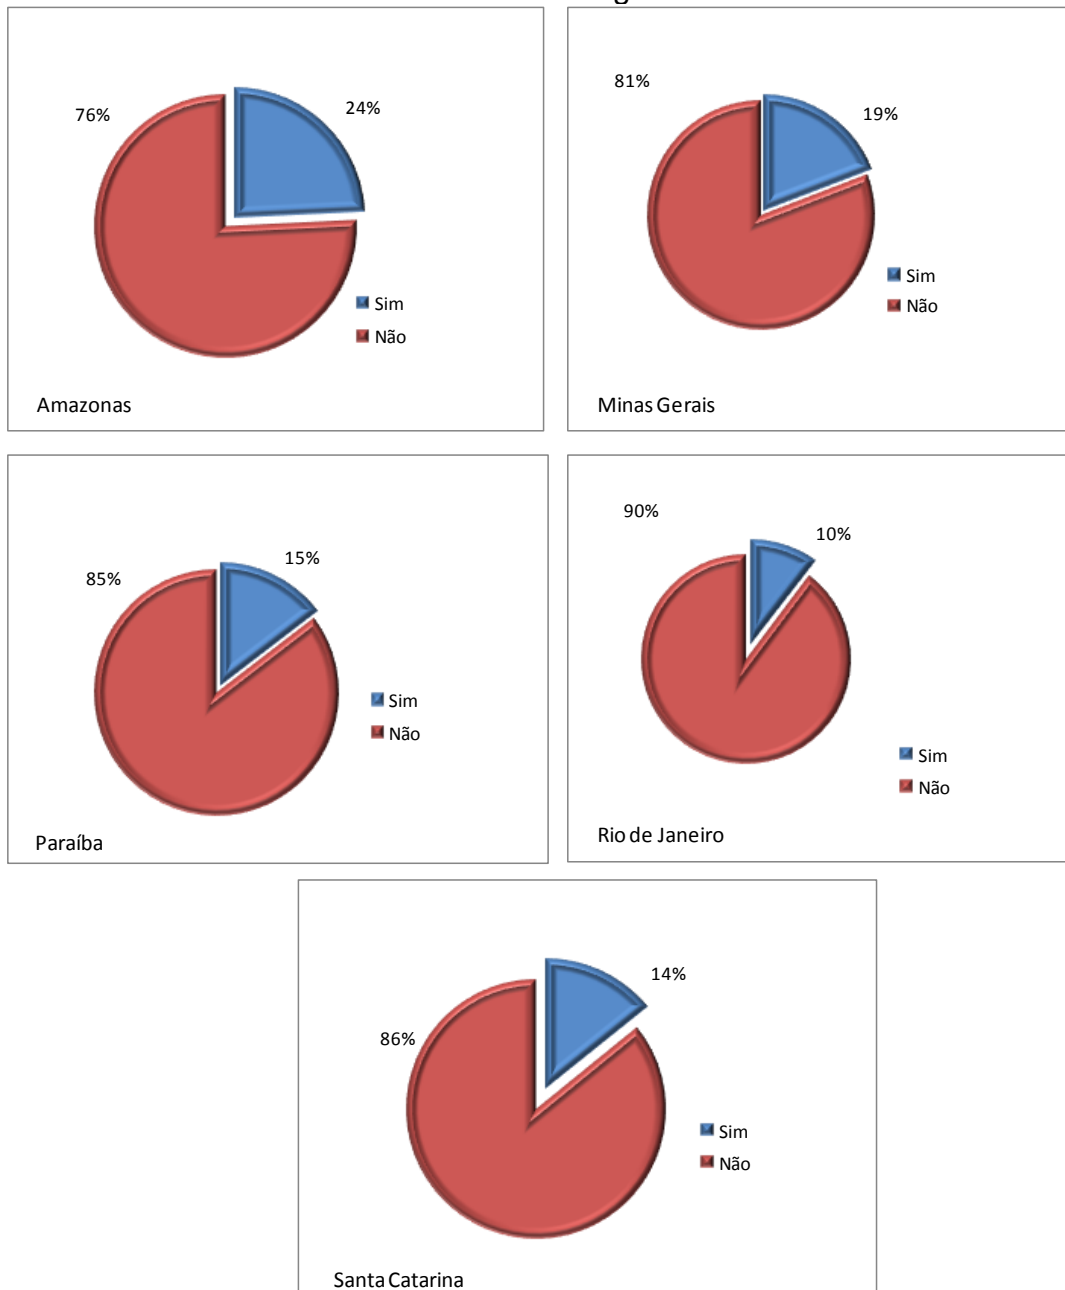 76%
24%
Sim
Não
Amazonas
81%
19%
Sim
Não
Minas Gerais
85%
15%
Sim
Não
Paraíba
90%
10%
Sim
Não
Rio de Janeiro
14%
86%
Sim
Não
Santa Catarina